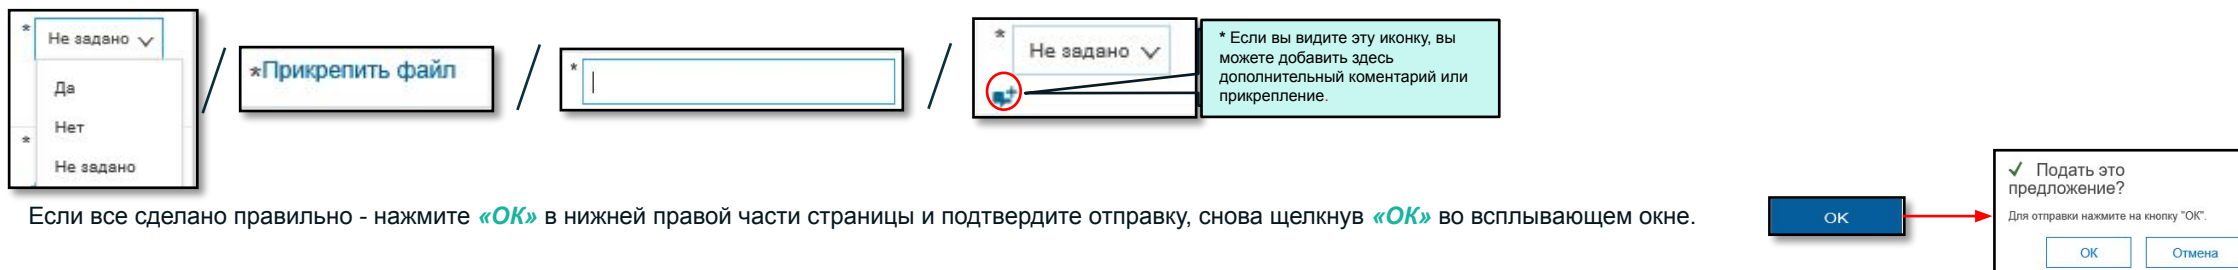 * Не задано
Да
Нет
*
Не задано
*Прикрепить файл
*
*
Не задано
* Если вы видите эту иконку, вы
можете добавить здесь
дополнительный коментарий или
прикрепление.
Если все сделано правильно - нажмите «ОК» в нижней правой части страницы и подтвердите отправку, снова щелкнув «ОК» во всплывающем окне.
ОК
Подать это
предложение?
Для отправки нажмите на кнопку "ОК".
ОК Отмена